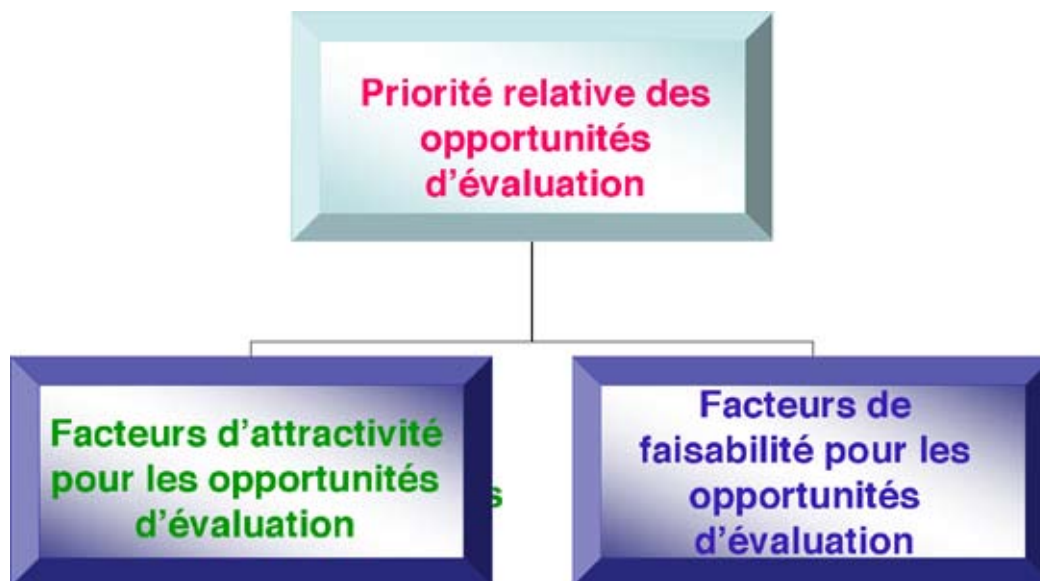 Priorité relative des
opportunités
d'évaluation
Facteurs d'attractivité
pour les opportunités
d'évaluation
Facteurs de
faisabilité pour les
opportunités
d'évaluation